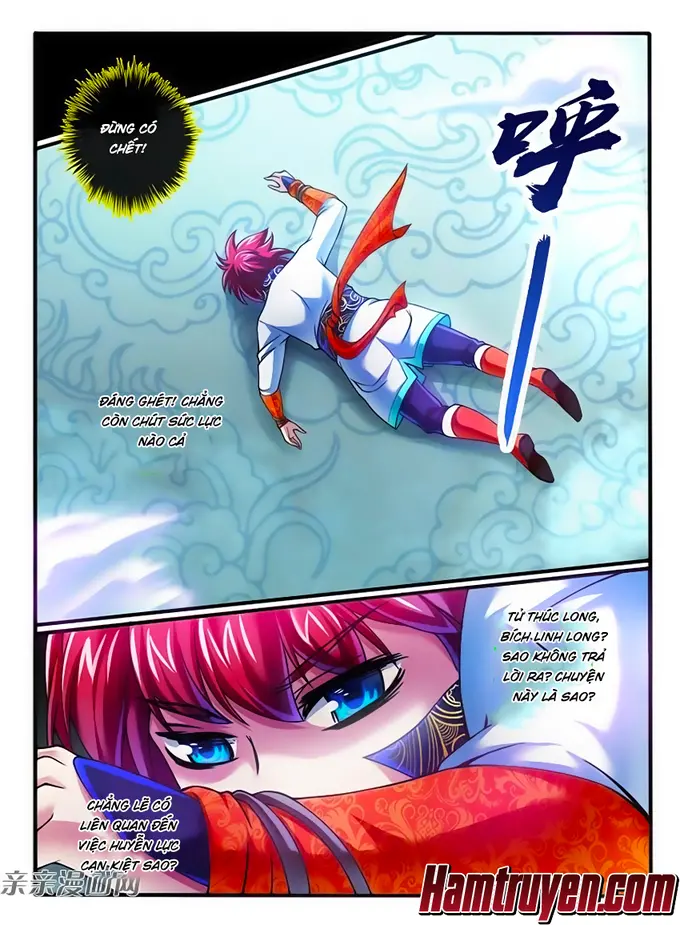 ĐỪNG CÓ
CHẾT!
呼
ĐÁNG GHÉT! CHẲNG
CÒN CHÚT SỨC LỰC
NÀO CẢ
TỬ THÚC LONG,
BÍCH LINH LONG?
SAO KHÔNG TRẢ
LỜI RA? CHUYỆN
NÀY LÀ SAO?
CHẲNG LẼ CÓ
LIÊN QUAN ĐẾN
VIỆC HUYỄN LỰC
CẠN KIỆT SAO?
亲亲漫画网
Hamtruyen.com